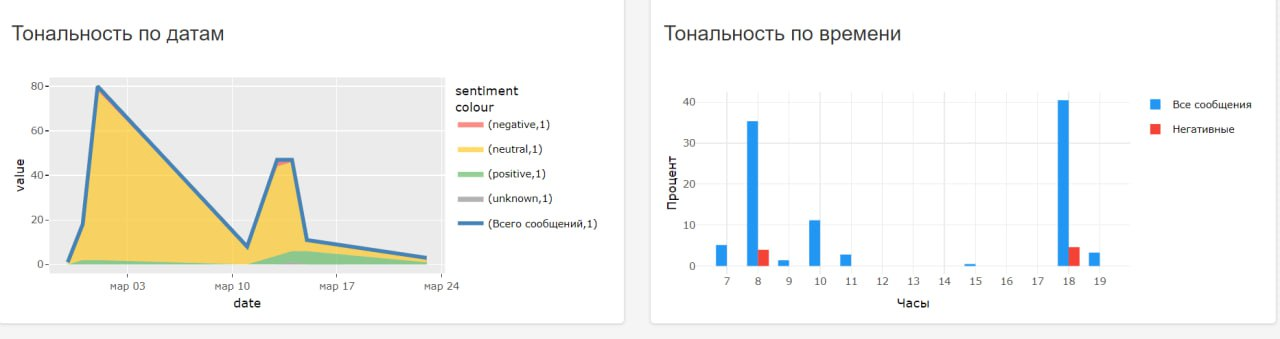 Тональность по датам
80
60
40
20
0
value
мар 03
мар 10
мар 17
мар 24
date
sentiment
colour
(negative,1)
(neutral,1)
(positive,1)
(unknown,1)
(Всего сообщений,1)
Тональность по времени
40
30
20
10
0
Процент
7
8
9
10
11
12
13
14
15
16
17
18
19
Часы
Все сообщения
Негативные